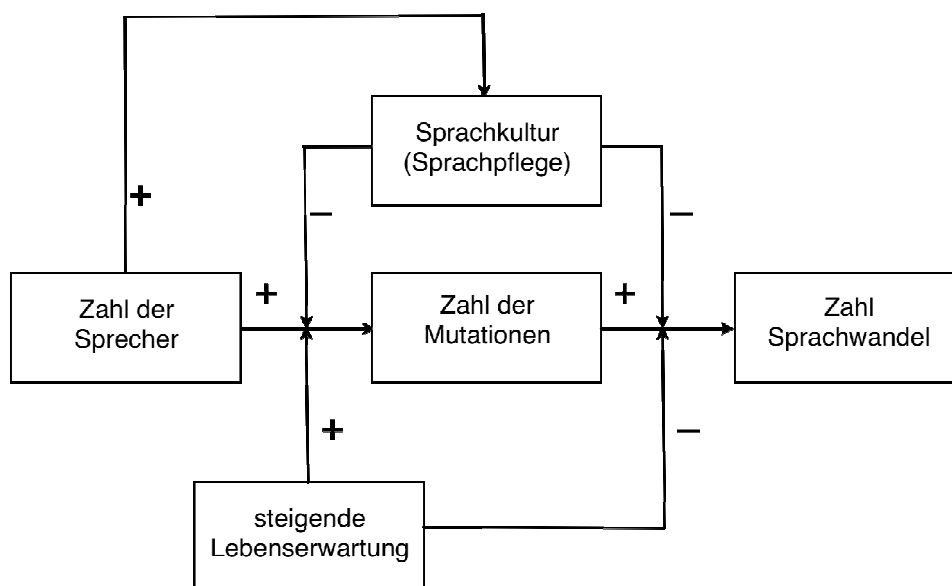 Sprachkultur
(Sprachpflege)
+
–
–
Zahl der
Sprecher
+
Zahl der
Mutationen
+
Zahl
Sprachwandel
+
–
steigende
Lebenserwartung